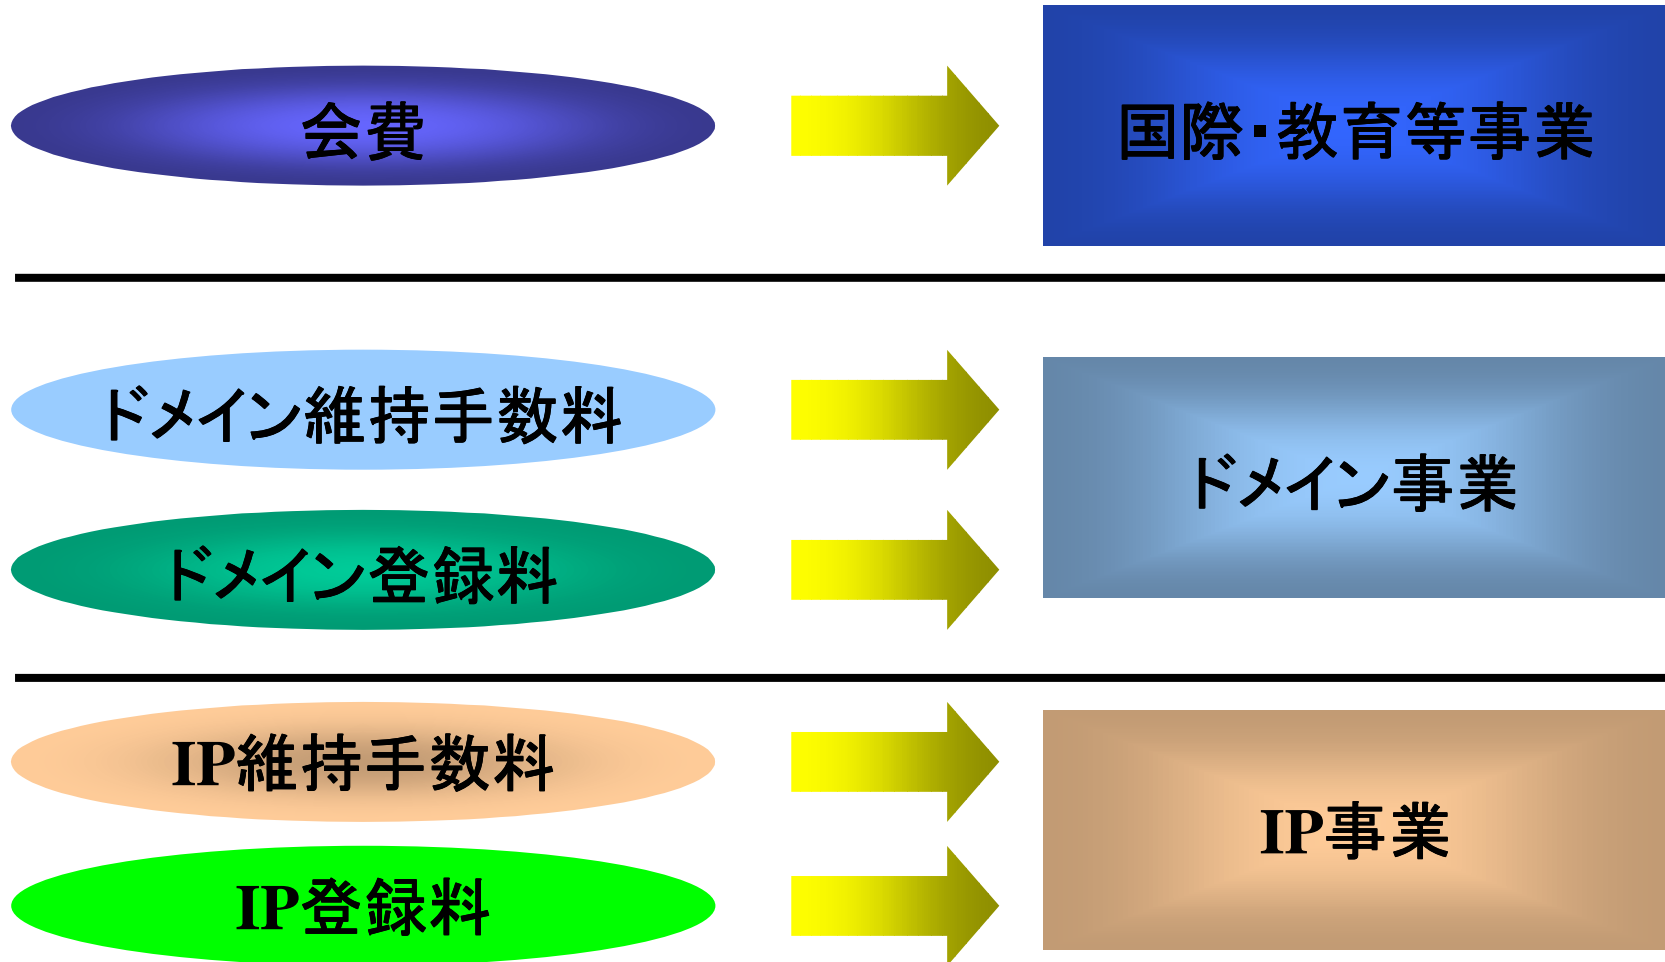 会費
国際・教育等事業
ドメイン維持手数料
ドメイン事業
ドメイン登録料
IP維持手数料
IP事業
IP登録料